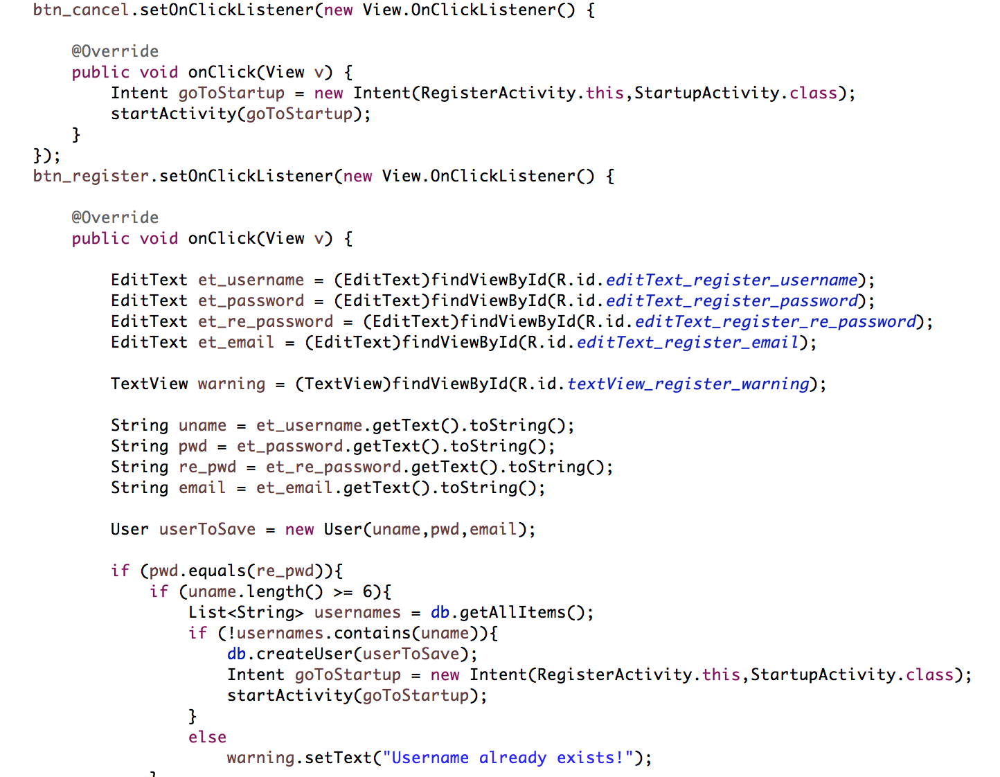 btn_cancel.setOnClickListener(new View.OnClickListener() {
@Override
public void onClick(View v) {
Intent goToStartup = new Intent(RegisterActivity.this,StartupActivity.class);
startActivity(goToStartup);
}
});
btn_register.setOnClickListener(new View.OnClickListener() {
@Override
public void onClick(View v) {
EditText et_username = (EditText)findViewById(R.id.editText_register_username);
EditText et_password = (EditText)findViewById(R.id.editText_register_password);
EditText et_re_password = (EditText)findViewById(R.id.editText_register_re_password);
EditText et_email = (EditText)findViewById(R.id.editText_register_email);
TextView warning = (TextView)findViewById(R.id.textView_register_warning);
String uname = et_username.getText().toString();
String pwd = et_password.getText().toString();
String re_pwd = et_re_password.getText().toString();
String email = et_email.getText().toString();
User userToSave = new User(uname,pwd,email);
if (pwd.equals(re_pwd)){
if (uname.length() >= 6){
List<String> usernames = db.getAllItems();
if (!usernames.contains(uname)){
db.createUser(userToSave);
Intent goToStartup = new Intent(RegisterActivity.this,StartupActivity.class);
startActivity(goToStartup);
}
else
warning.setText("Username already exists!");